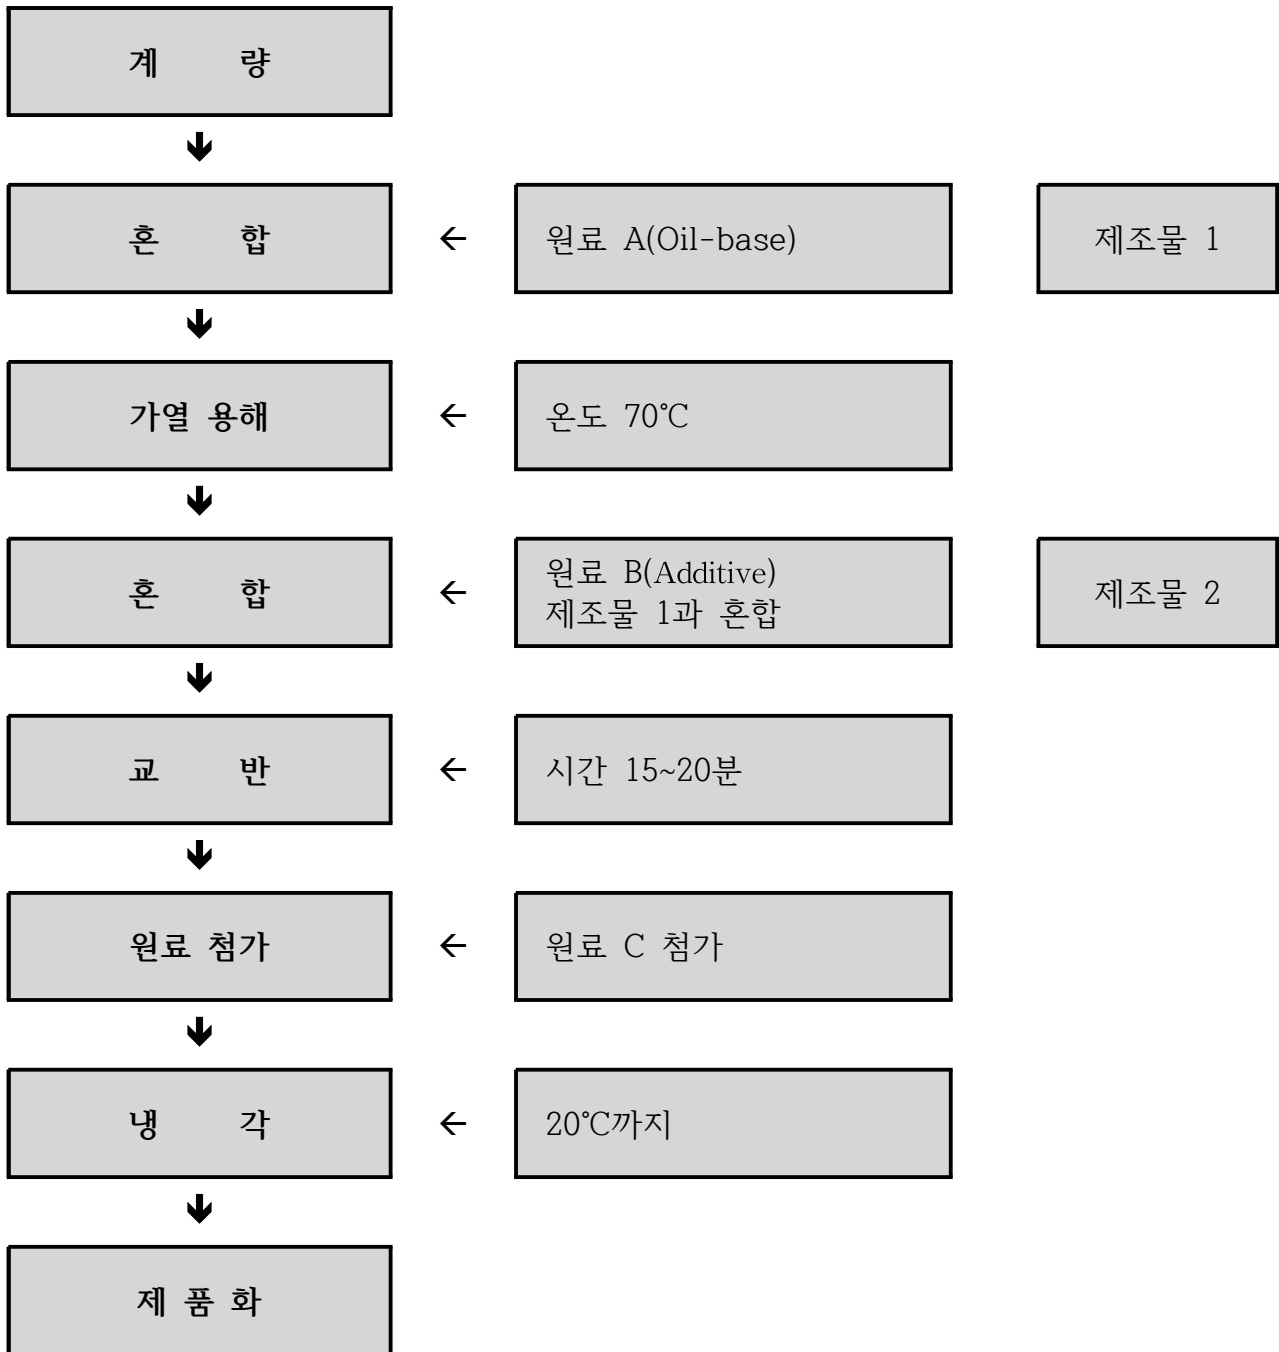 계 량
혼 합
원료 A(Oil-base)
제조물 1
가열 용해
온도 70℃
혼 합
원료 B(Additive)
제조물 1과 혼합
제조물 2
교 반
시간 15~20분
원료 첨가
원료 C 첨가
냉 각
20℃까지
제 품 화